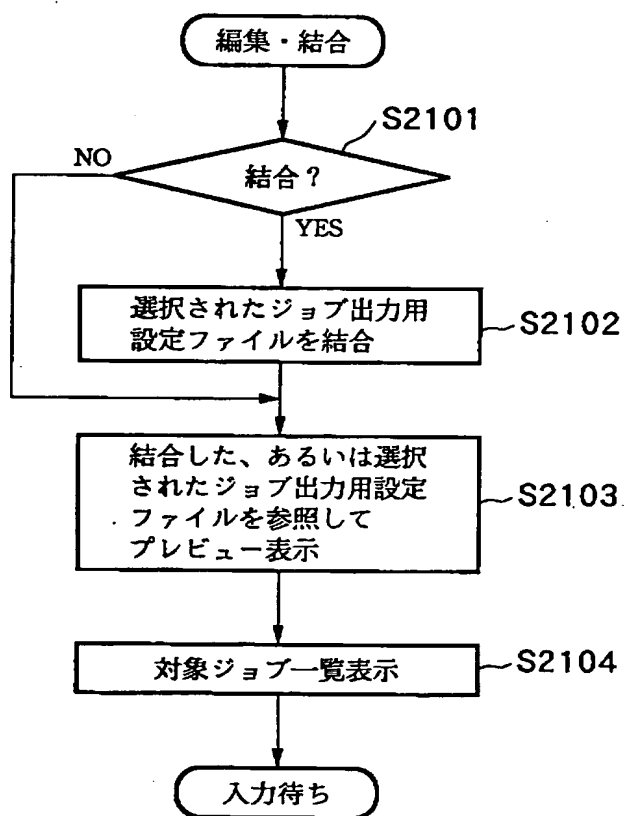 編集・結合
S2101
NO
結合?
YES
選択されたジョブ出力用
設定ファイルを結合
S2102
結合した、あるいは選択
されたジョブ出力用設定
ファイルを参照して
プレビュー表示
S2103
対象ジョブ一覧表示
S2104
入力待ち